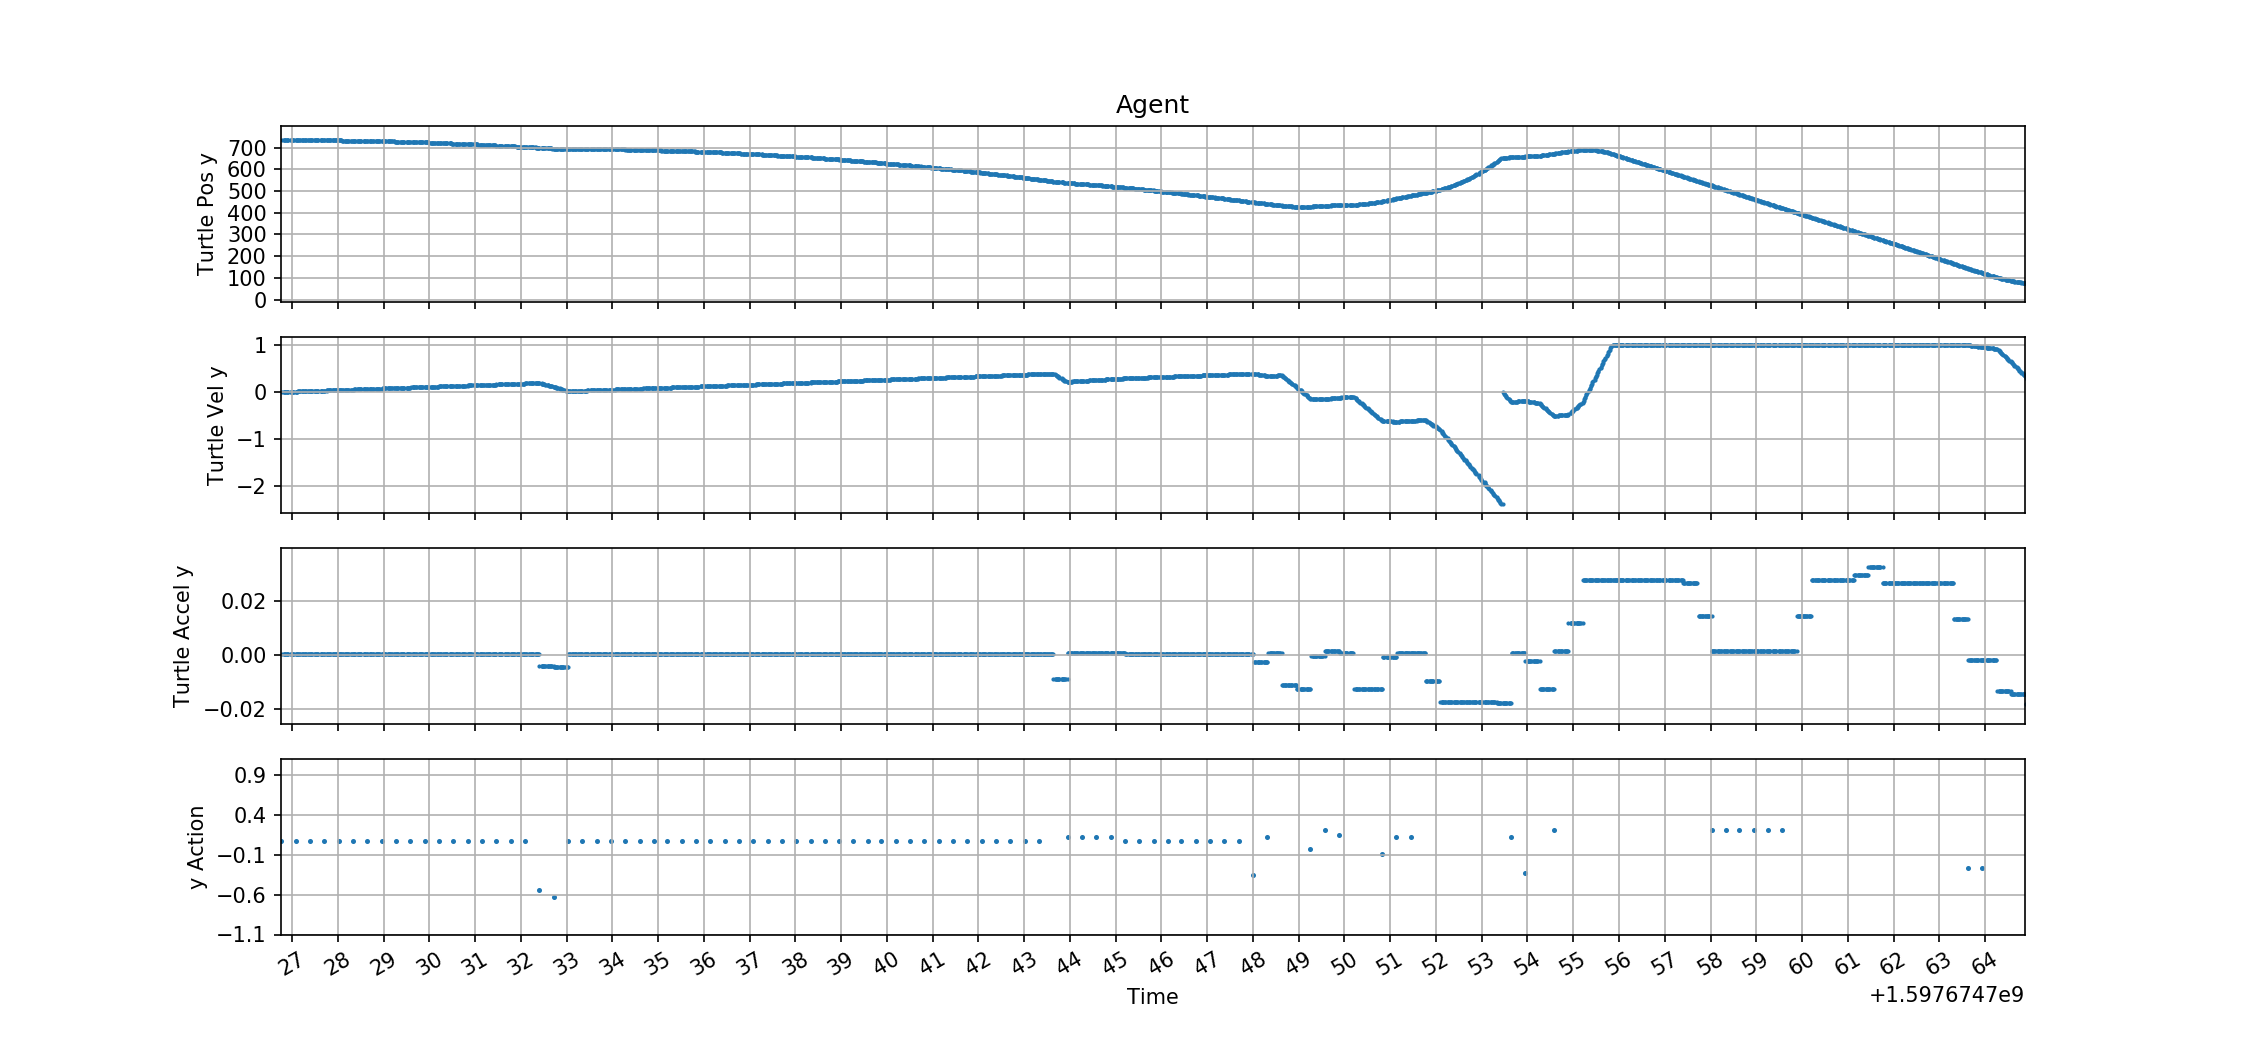 Agent
Turtle Pos y
700
600
500
400
300
200
100
0
Turtle Vel y
1
0
−1
−2
Turtle Accel y
0.02
0.00
−0.02
y Action
0.9
0.4
−0.1
−0.6
−1.1
27 28 29 30 31 32 33 34 35 36 37 38 39 40 41 42 43 44 45 46 47 48 49 50 51 52 53 54 55 56 57 58 59 60 61 62 63 64
Time
+1.5976747e9